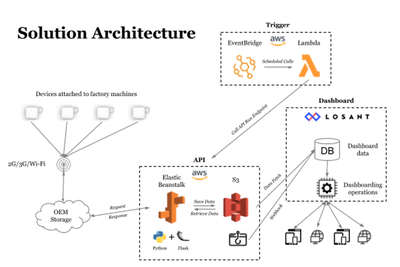 Solution Architecture
Trigger
EventBridge
aws
Lambda
Scheduled Calls
Devices attached to factory machines
Call API Run Endpoint
Dashboard
LOSANT
2G/3G/Wi-Fi
API
aws
Elastic
Beanstalk
S3
DB
Dashboard
data
Data Fetch
Dashboarding
operations
OEM
Storage
Request
Response
Save Data
Retrieve Data
Webhook
Python
+
Flask